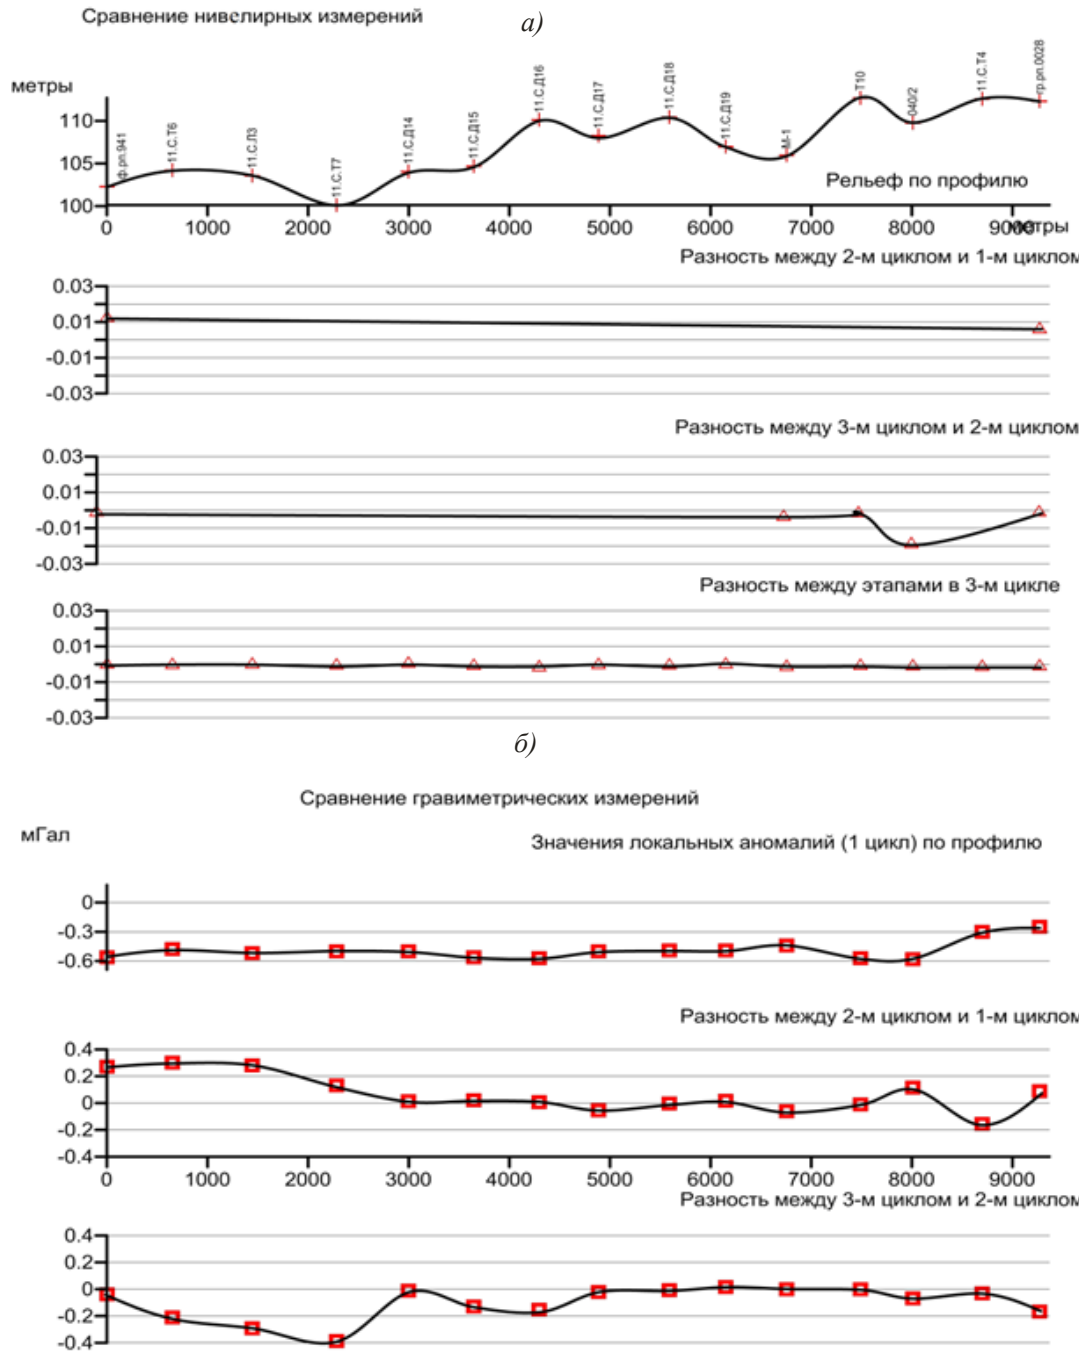 Сравнение нивелирных измерений
а)
метры
110
105
100
ф.рп.941
11.С.Т6
11.С.Л3
11.С.Т7
11.С.Д14
11.С.Д15
11.С.Д16
11.С.Д17
11.С.Д18
11.С.Д19
М-1
Т10
040/2
11.С.Т4
гр.рп.0028
Рельеф по профилю
0 1000 2000 3000 4000 5000 6000 7000 8000 9000 метры
Разность между 2-м циклом и 1-м циклом
0.03
0.01
-0.01
-0.03
Разность между 3-м циклом и 2-м циклом
0.03
0.01
-0.01
-0.03
Разность между этапами в 3-м цикле
0.03
0.01
-0.01
-0.03
б)
Сравнение гравиметрических измерений
мГал
Значения локальных аномалий (1 цикл) по профилю
0
-0.3
-0.6
Разность между 2-м циклом и 1-м циклом
0.4
0.2
0
-0.2
-0.4
0 1000 2000 3000 4000 5000 6000 7000 8000 9000
Разность между 3-м циклом и 2-м циклом
0.4
0.2
0
-0.2
-0.4